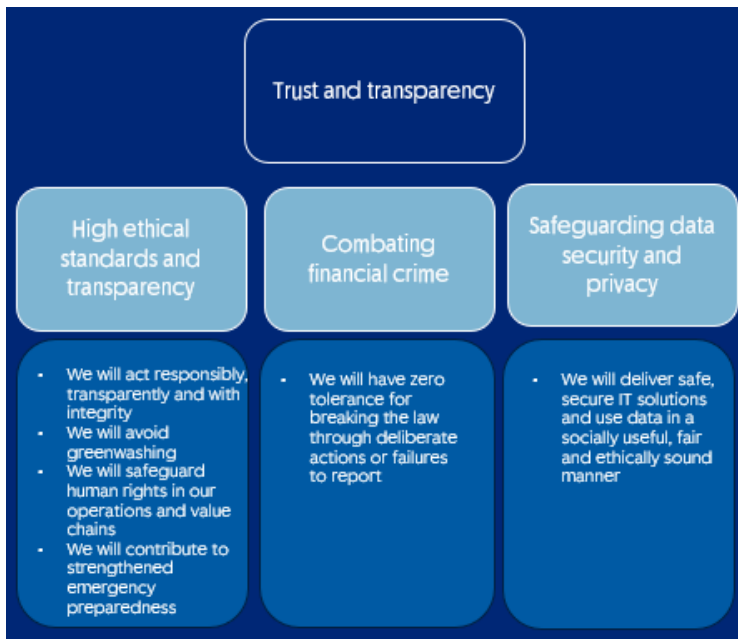 Trust and transparency
High ethical
standards and
transparency
Combating
financial crime
Safeguarding data
security and
privacy
• We will act responsibly,
transparently and with
integrity
• We will avoid
greenwashing
• We will safeguard
human rights in our
operations and value
chains
• We will contribute to
strengthened
emergency
preparedness
• We will have zero
tolerance for
breaking the law
through deliberate
actions or failures
to report
• We will deliver safe,
secure IT solutions
and use data in a
socially useful, fair
and ethically sound
manner